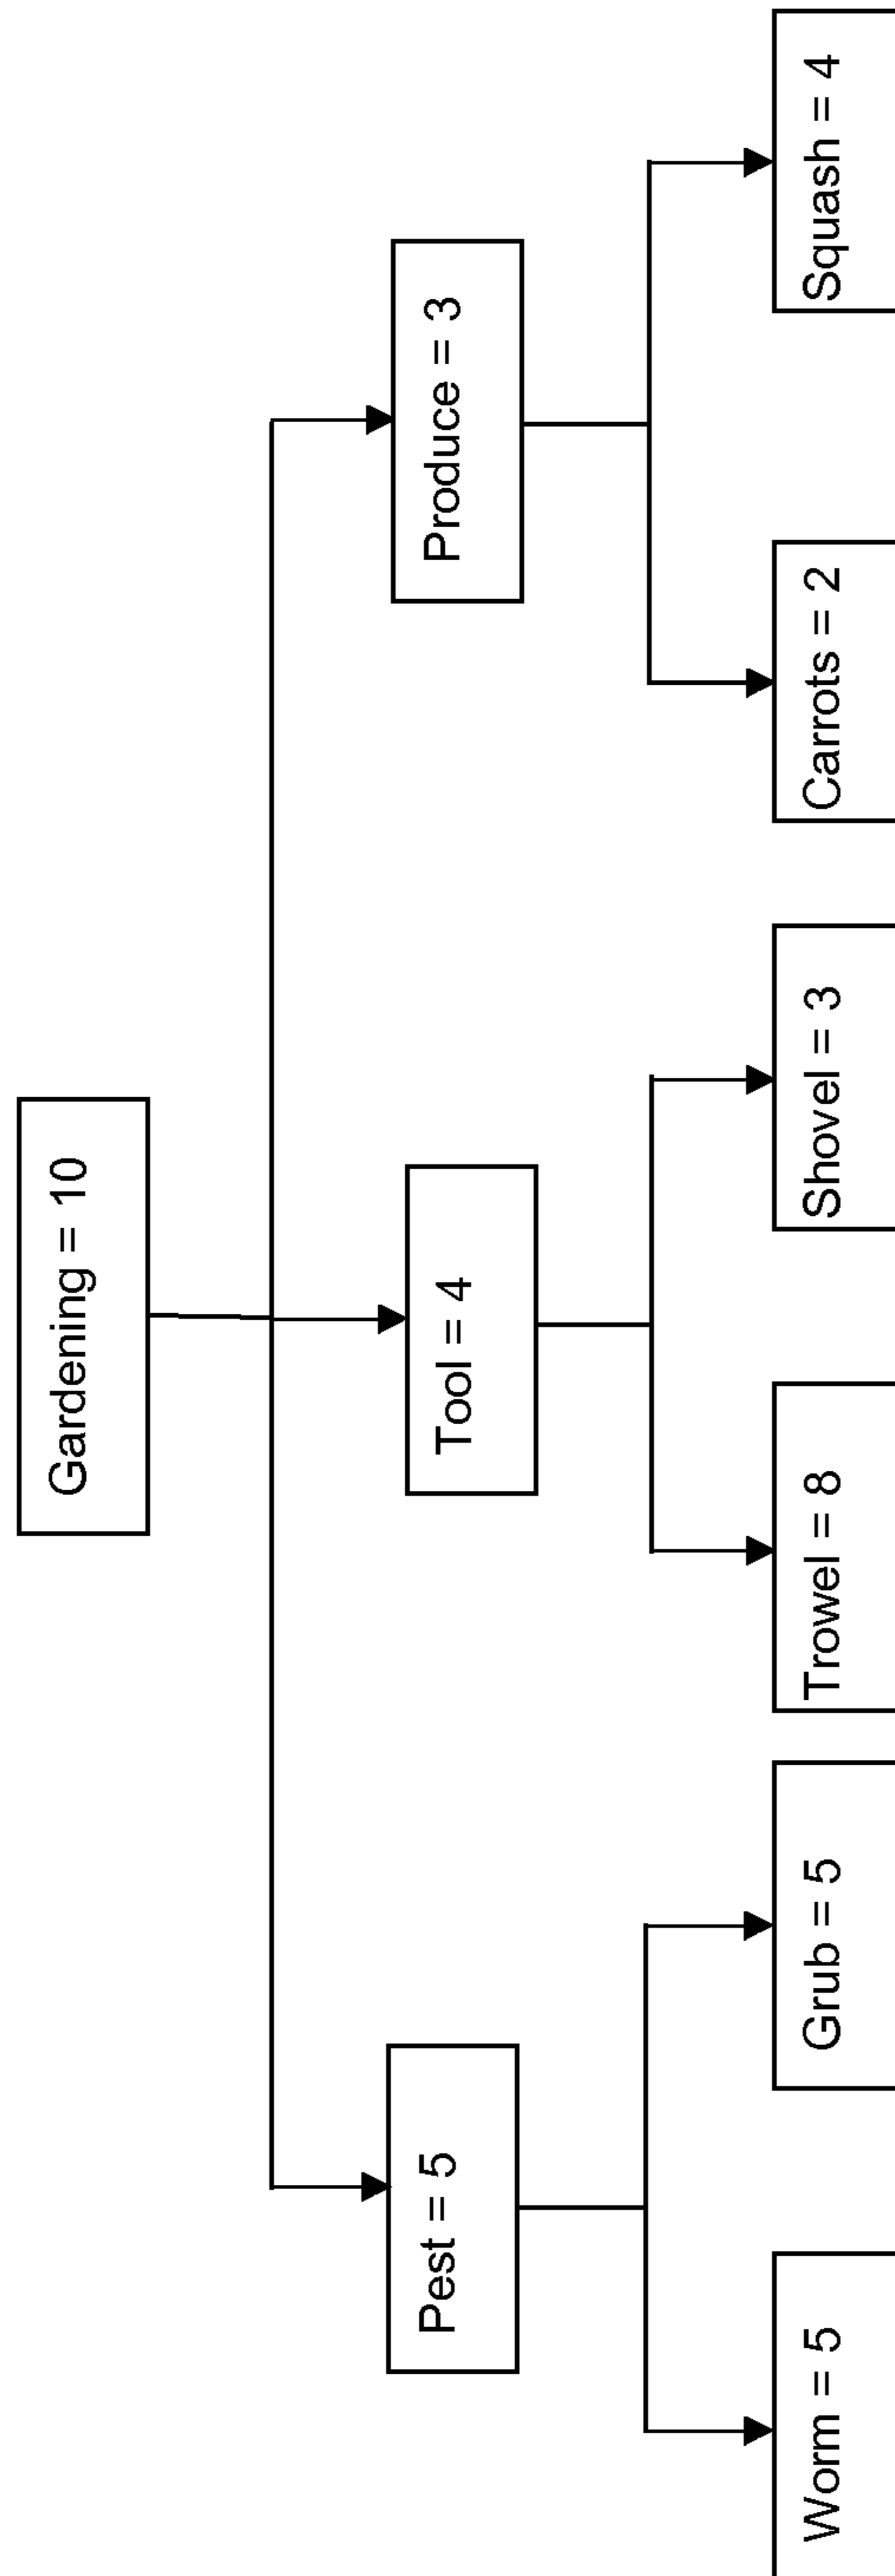 Gardening = 10
Pest = 5
Tool = 4
Produce = 3
Worm = 5
Grub = 5
Trowel = 8
Shovel = 3
Carrots = 2
Squash = 4